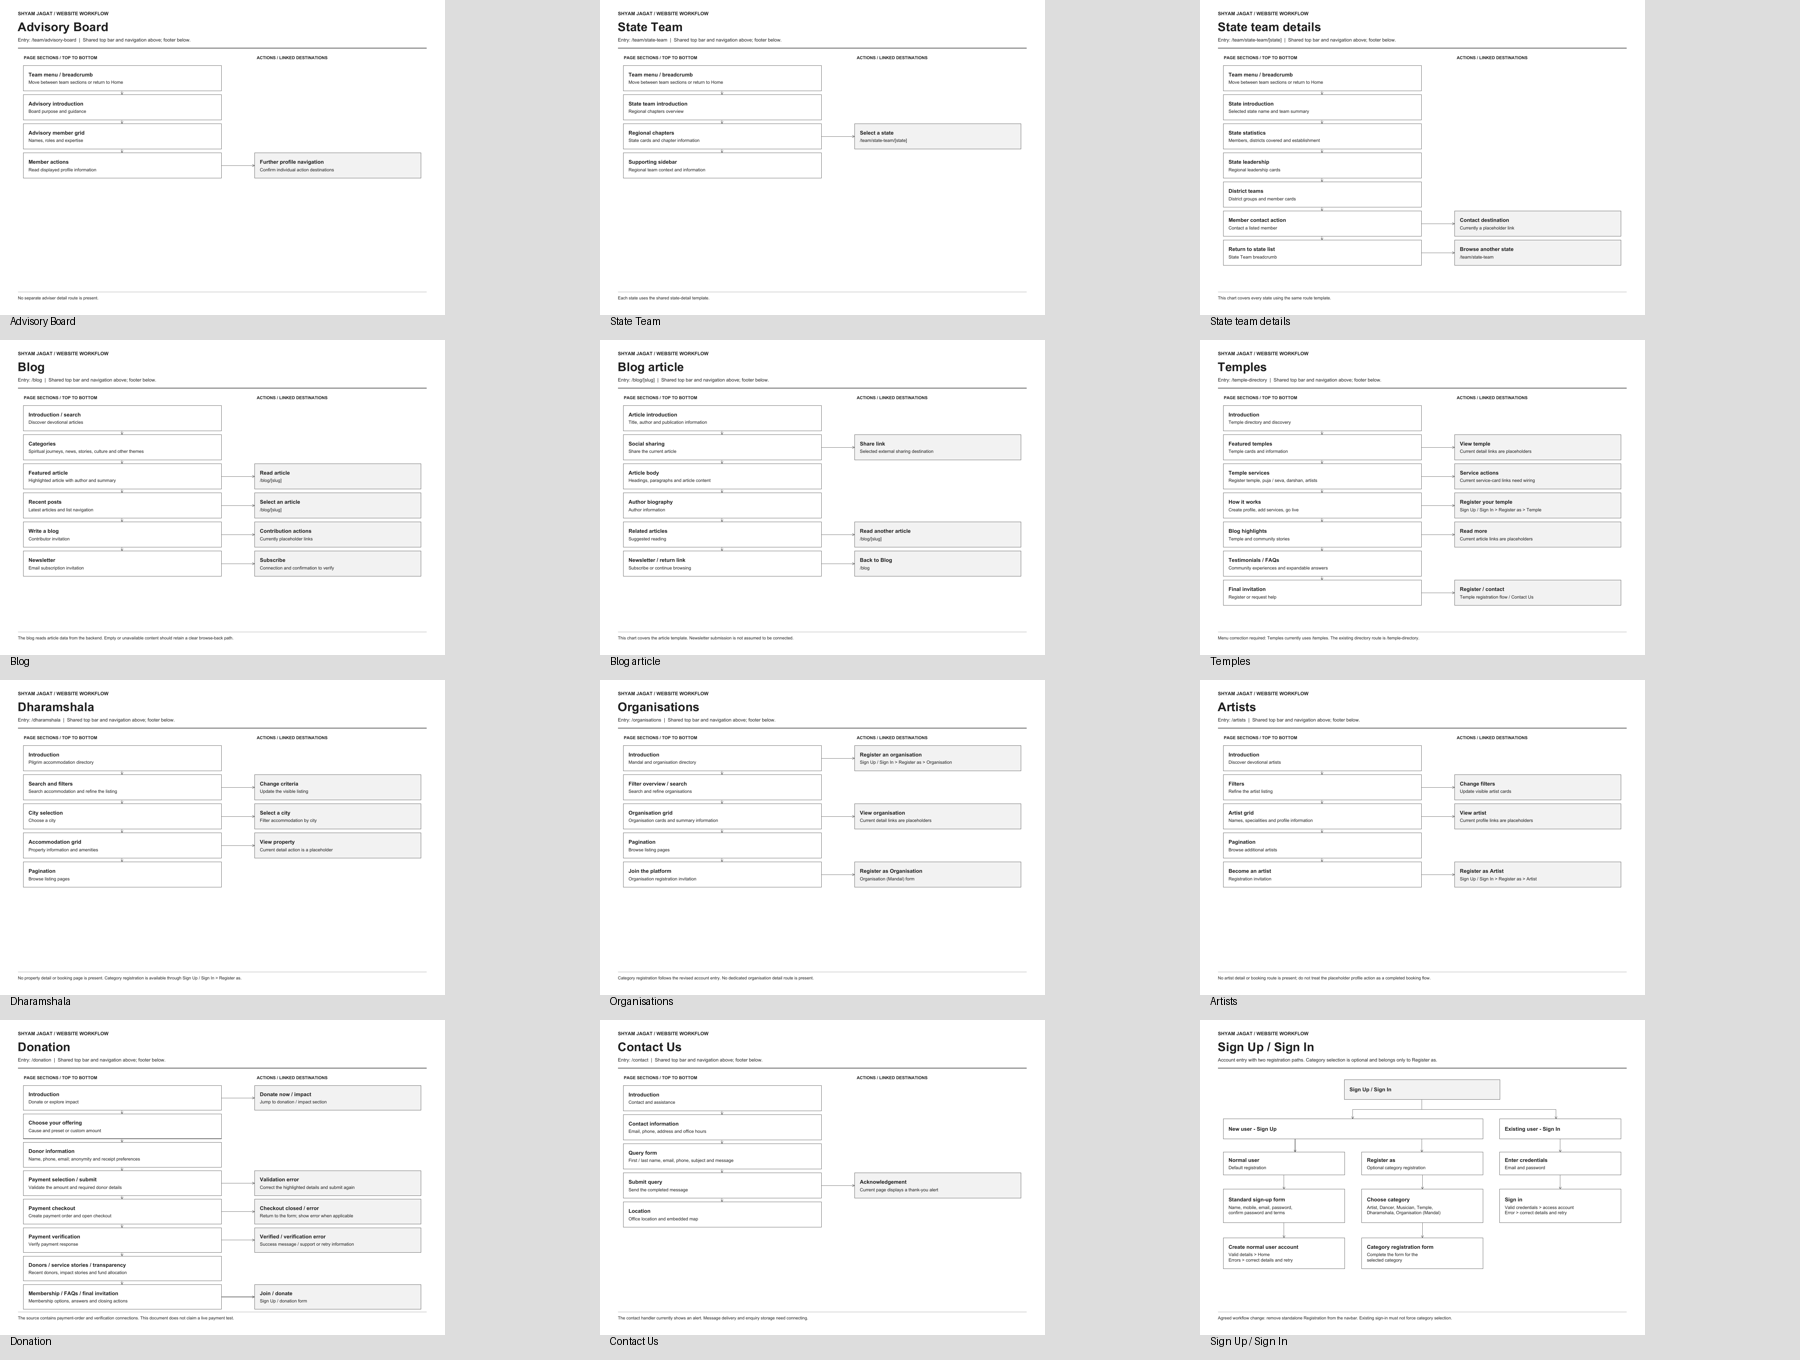 SHYAM JAGAT / WEBSITE WORKFLOW
Advisory Board
Entry: /team/advisory-board | Shared top bar and navigation above; footer below.
PAGE SECTIONS / TOP TO BOTTOM
ACTIONS / LINKED DESTINATIONS
Team menu / breadcrumb
Move between team sections or return to Home
Advisory introduction
Board purpose and guidance
Advisory member grid
Names, roles and expertise
Member actions
Read displayed profile information
Further profile navigation
Confirm individual action destinations
No separate adviser detail route is present.
Advisory Board
SHYAM JAGAT / WEBSITE WORKFLOW
State Team
Entry: /team/state-team | Shared top bar and navigation above; footer below.
PAGE SECTIONS / TOP TO BOTTOM
ACTIONS / LINKED DESTINATIONS
Team menu / breadcrumb
Move between team sections or return to Home
State team introduction
Regional chapters overview
Regional chapters
State cards and chapter information
Select a state
/team/state-team/[state]
Supporting sidebar
Regional team context and information
Each state uses the shared state-detail template.
State Team
SHYAM JAGAT / WEBSITE WORKFLOW
State team details
Entry: /team/state-team/[state] | Shared top bar and navigation above; footer below.
PAGE SECTIONS / TOP TO BOTTOM
ACTIONS / LINKED DESTINATIONS
Team menu / breadcrumb
Move between team sections or return to Home
State introduction
Selected state name and team summary
State statistics
Members, districts covered and establishment
State leadership
Regional leadership cards
District teams
District groups and member cards
Member contact action
Contact a listed member
Contact destination
Currently a placeholder link
Return to state list
State Team breadcrumb
Browse another state
/team/state-team
This chart covers every state using the same route template.
State team details
SHYAM JAGAT / WEBSITE WORKFLOW
Blog
Entry: /blog | Shared top bar and navigation above; footer below.
PAGE SECTIONS / TOP TO BOTTOM
ACTIONS / LINKED DESTINATIONS
Introduction / search
Discover devotional articles
Categories
Spiritual journeys, news, stories, culture and other themes
Featured article
Highlighted article with author and summary
Read article
/blog/[slug]
Recent posts
Latest articles and list navigation
Select an article
/blog/[slug]
Write a blog
Contributor invitation
Contribution actions
Currently placeholder links
Newsletter
Email subscription invitation
Subscribe
Connection and confirmation to verify
The blog reads article data from the backend. Empty or unavailable content should retain a clear browse-back path.
Blog
SHYAM JAGAT / WEBSITE WORKFLOW
Blog article
Entry: /blog/[slug] | Shared top bar and navigation above; footer below.
PAGE SECTIONS / TOP TO BOTTOM
ACTIONS / LINKED DESTINATIONS
Article introduction
Title, author and publication information
Social sharing
Share the current article
Share link
Selected external sharing destination
Article body
Headings, paragraphs and article content
Author biography
Author information
Related articles
Suggested reading
Read another article
/blog/[slug]
Newsletter / return link
Subscribe or continue browsing
Back to Blog
/blog
This chart covers the article template. Newsletter submission is not assumed to be connected.
Blog article
SHYAM JAGAT / WEBSITE WORKFLOW
Temples
Entry: /temple-directory | Shared top bar and navigation above; footer below.
PAGE SECTIONS / TOP TO BOTTOM
ACTIONS / LINKED DESTINATIONS
Introduction
Temple directory and discovery
Featured temples
Temple cards and information
View temple
Current detail links are placeholders
Temple services
Register temple, puja / seva, darshan, artists
Service actions
Current service-card links need wiring
How it works
Create profile, add services, go live
Register your temple
Sign Up / Sign In > Register as > Temple
Blog highlights
Temple and community stories
Read more
Current article links are placeholders
Testimonials / FAQs
Community experiences and expandable answers
Final invitation
Register or request help
Register / contact
Temple registration flow / Contact Us
Menu correction required: Temples currently uses /temples. The existing directory route is /temple-directory.
Temples
SHYAM JAGAT / WEBSITE WORKFLOW
Dharamshala
Entry: /dharamshala | Shared top bar and navigation above; footer below.
PAGE SECTIONS / TOP TO BOTTOM
ACTIONS / LINKED DESTINATIONS
Introduction
Pilgrim accommodation directory
Search and filters
Search accommodation and refine the listing
Change criteria
Update the visible listing
City selection
Choose a city
Select a city
Filter accommodation by city
Accommodation grid
Property information and amenities
View property
Current detail action is a placeholder
Pagination
Browse listing pages
No property detail or booking page is present. Category registration is available through Sign Up / Sign In > Register as.
Dharamshala
SHYAM JAGAT / WEBSITE WORKFLOW
Organisations
Entry: /organisations | Shared top bar and navigation above; footer below.
PAGE SECTIONS / TOP TO BOTTOM
ACTIONS / LINKED DESTINATIONS
Introduction
Mandal and organisation directory
Register an organisation
Sign Up / Sign In > Register as > Organisation
Filter overview / search
Search and refine organisations
Organisation grid
Organisation cards and summary information
View organisation
Current detail links are placeholders
Pagination
Browse listing pages
Join the platform
Organisation registration invitation
Register as Organisation
Organisation (Mandal) form
Category registration follows the revised account entry. No dedicated organisation detail route is present.
Organisations
SHYAM JAGAT / WEBSITE WORKFLOW
Artists
Entry: /artists | Shared top bar and navigation above; footer below.
PAGE SECTIONS / TOP TO BOTTOM
ACTIONS / LINKED DESTINATIONS
Introduction
Discover devotional artists
Filters
Refine the artist listing
Change filters
Update visible artist cards
Artist grid
Names, specialities and profile information
View artist
Current profile links are placeholders
Pagination
Browse additional artists
Become an artist
Registration invitation
Register as Artist
Sign Up / Sign In > Register as > Artist
No artist detail or booking route is present; do not treat the placeholder profile action as a completed booking flow.
Artists
SHYAM JAGAT / WEBSITE WORKFLOW
Donation
Entry: /donation | Shared top bar and navigation above; footer below.
PAGE SECTIONS / TOP TO BOTTOM
ACTIONS / LINKED DESTINATIONS
Introduction
Donate or explore impact
Donate now / impact
Jump to donation / impact section
Choose your offering
Cause and preset or custom amount
Donor information
Name, phone, email, anonymity and receipt preferences
Payment selection / submit
Validate the amount and required donor details
Validation error
Correct the highlighted details and submit again
Payment checkout
Create payment order and open checkout
Checkout closed / error
Return to the form; show error when applicable
Payment verification
Verify payment response
Verified / verification error
Success message / support or retry information
Donors / service stories / transparency
Recent donors, impact stories and fund allocation
Membership / FAQs / final invitation
Membership options, answers and closing actions
Join / donate
Sign Up / donation form
The source contains payment-order and verification connections. This document does not claim a live payment test.
Donation
SHYAM JAGAT / WEBSITE WORKFLOW
Contact Us
Entry: /contact | Shared top bar and navigation above; footer below.
PAGE SECTIONS / TOP TO BOTTOM
ACTIONS / LINKED DESTINATIONS
Introduction
Contact and assistance
Contact information
Email, phone, address and office hours
Query form
First / last name, email, phone, subject and message
Submit query
Send the completed message
Acknowledgement
Current page displays a thank-you alert
Location
Office location and embedded map
The contact handler currently shows an alert. Message delivery and enquiry storage need connecting.
Contact Us
SHYAM JAGAT / WEBSITE WORKFLOW
Sign Up / Sign In
Account entry with two registration paths. Category selection is optional and belongs only to Register as.
Sign Up / Sign In
New user - Sign Up
Existing user - Sign In
Normal user
Default registration
Register as
Optional category registration
Enter credentials
Email and password
Standard sign-up form
Name, mobile, email, password,
confirm password and terms
Choose category
Artist, Dancer, Musician, Temple,
Dharamshala, Organisation (Mandal)
Sign in
Valid credentials > access account
Error > correct details and retry
Create normal user account
Valid details > Home
Errors > correct details and retry
Category registration form
Complete the form for the
selected category
Agreed workflow change: remove standalone Registration from the navbar. Existing sign-in must not force category selection.
Sign Up / Sign In